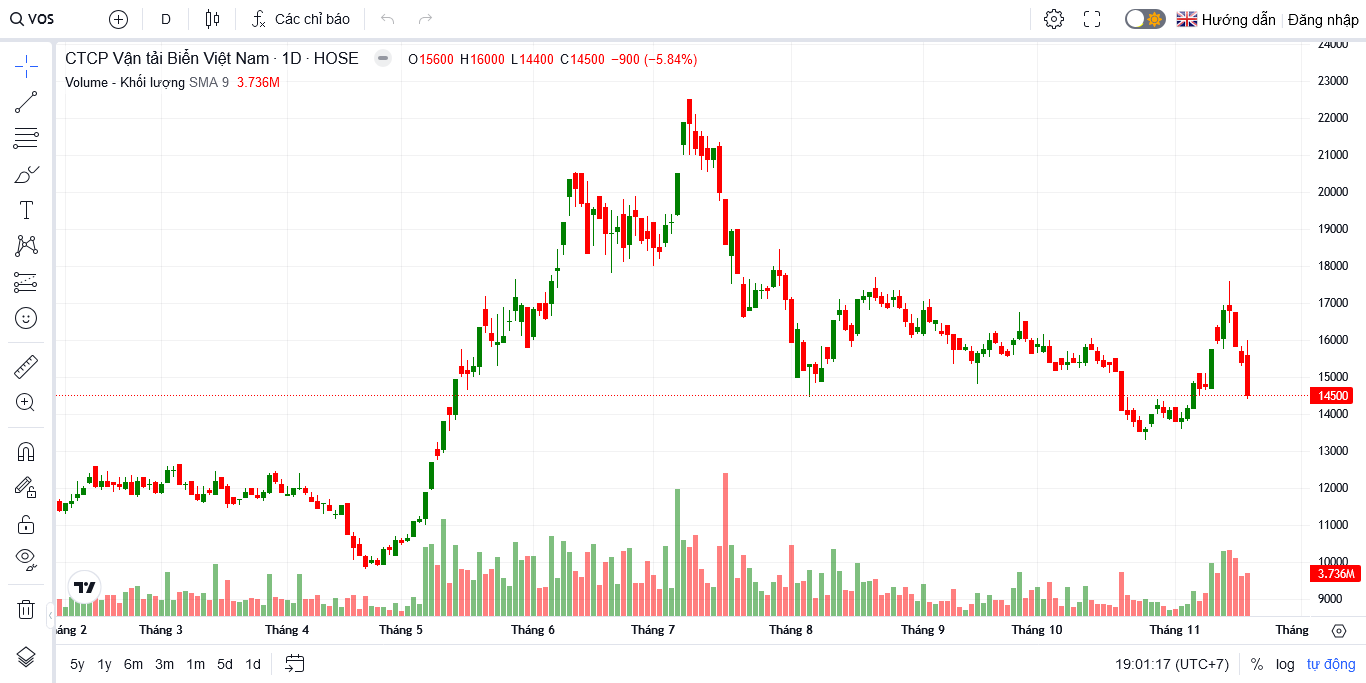 VOS D Các chỉ báo Hướng dẫn Đăng nhập
CTCP Vận tải Biển Việt Nam · 1D · HOSE O15600 H16000 L14400 C14500 −900 (−5.84%)
Volume - Khối lượng SMA 9 3.736M
24000
23000
22000
21000
20000
19000
18000
17000
16000
15000
14500
14000
13000
12000
11000
10000
3.736M
9000
áng 2 Tháng 3 Tháng 4 Tháng 5 Tháng 6 Tháng 7 Tháng 8 Tháng 9 Tháng 10 Tháng 11 Tháng
5y 1y 6m 3m 1m 5d 1d 19:01:17 (UTC+7) % log tự động